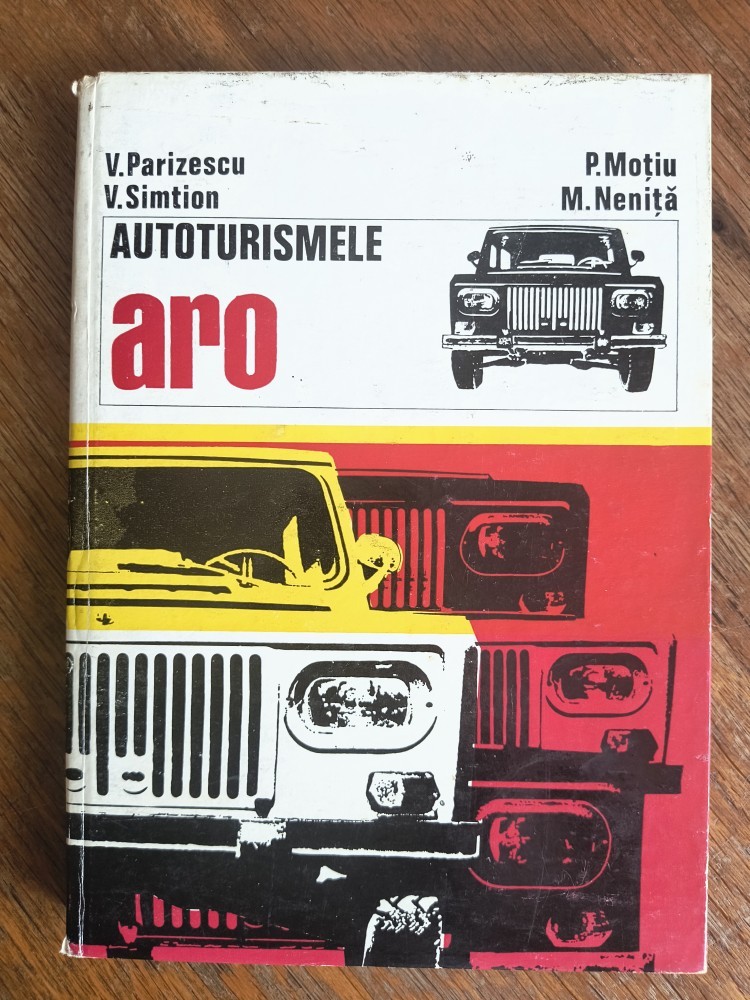 V.Parizescu
V.Simtion
P.Moțiu
M.Neniță
AUTOTURISMELE
aro